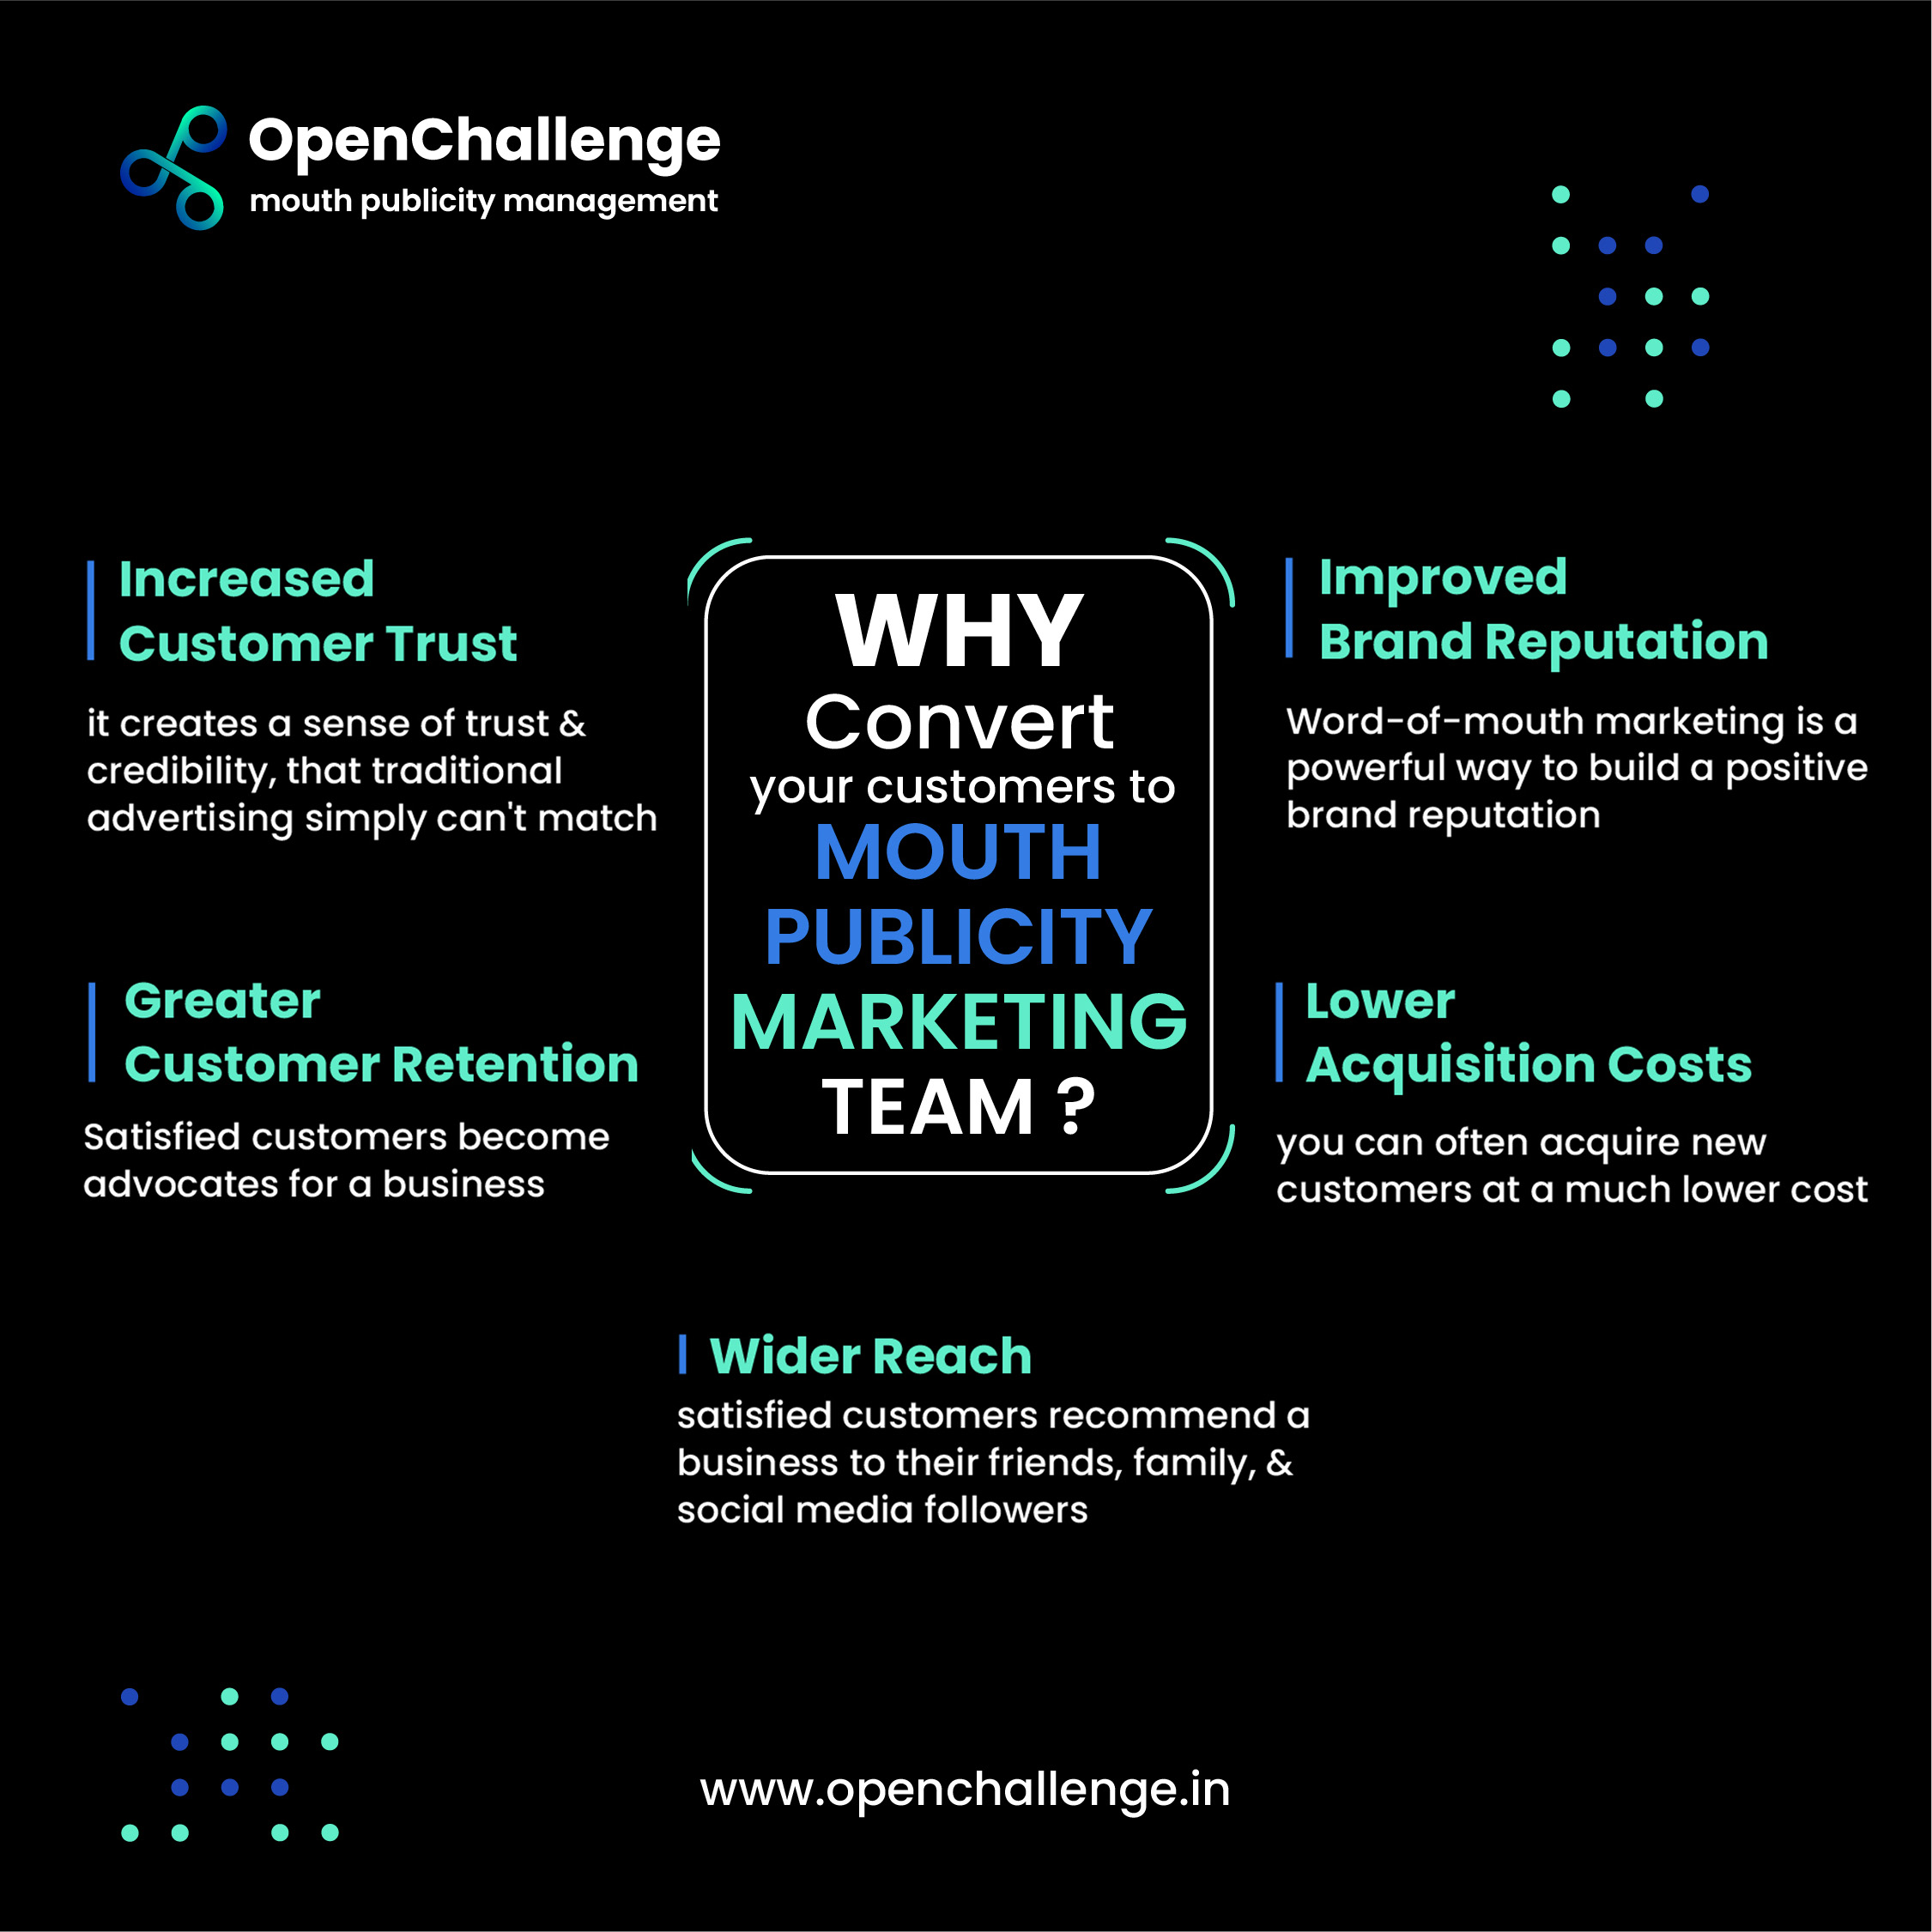 OpenChallenge
mouth publicity management
Increased
Customer Trust
it creates a sense of trust &
credibility, that traditional
advertising simply can't match
Greater
Customer Retention
Satisfied customers become
advocates for a business
WHY
Convert
your customers to
MOUTH
PUBLICITY
MARKETING
TEAM ?
Improved
Brand Reputation
Word-of-mouth marketing is a
powerful way to build a positive
brand reputation
Lower
Acquisition Costs
you can often acquire new
customers at a much lower cost
Wider Reach
satisfied customers recommend a
business to their friends, family, &
social media followers
www.openchallenge.in